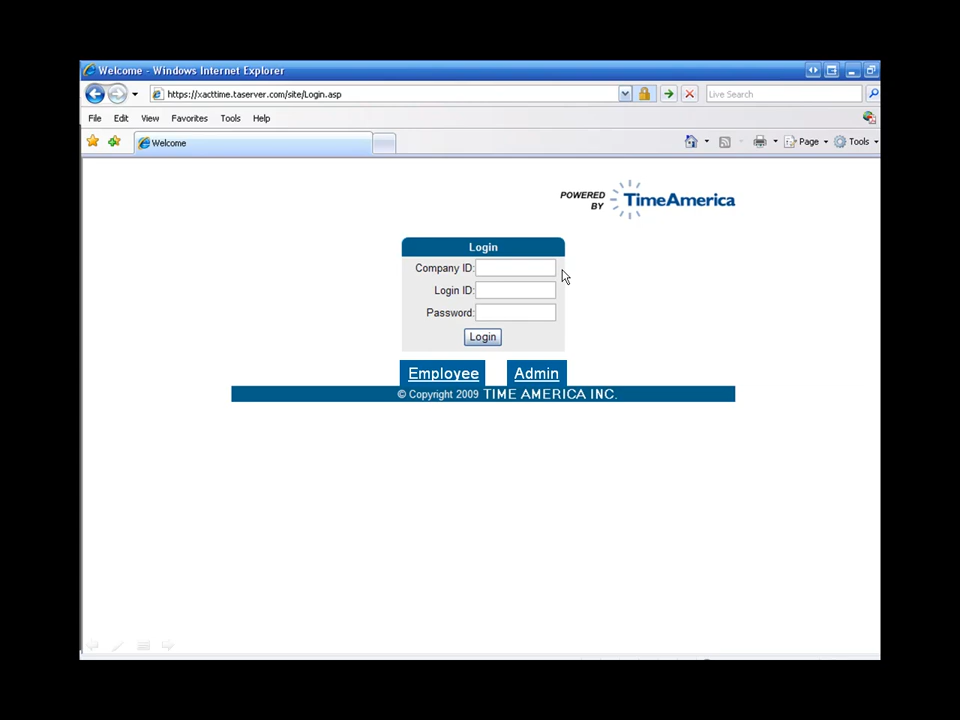 Welcome - Windows Internet Explorer
https://xacttime.taserver.com/site/Login.asp
Live Search
File Edit View Favorites Tools Help
Welcome
Page Tools
POWERED BY
TimeAmerica
Login
Company ID:
Login ID:
Password:
Login
Employee Admin
© Copyright 2009 TIME AMERICA INC.